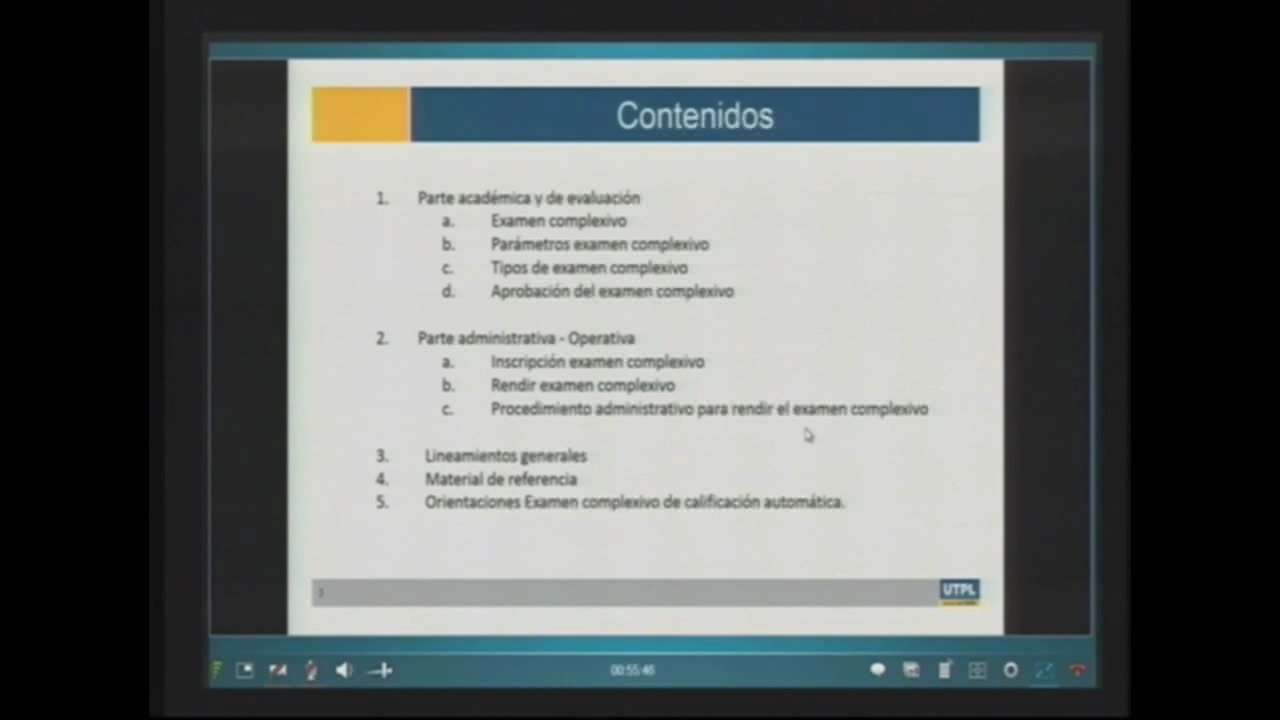 Contenidos
1. Parte académica y de evaluación
a. Examen complexivo
b. Parámetros examen complexivo
c. Tipos de examen complexivo
d. Aprobación del examen complexivo
2. Parte administrativa - Operativa
a. Inscripción examen complexivo
b. Rendir examen complexivo
c. Procedimiento administrativo para rendir el examen complexivo
3. Lineamientos generales
4. Material de referencia
5. Orientaciones Examen complexivo de calificación automática.
UTPL
00:55:46